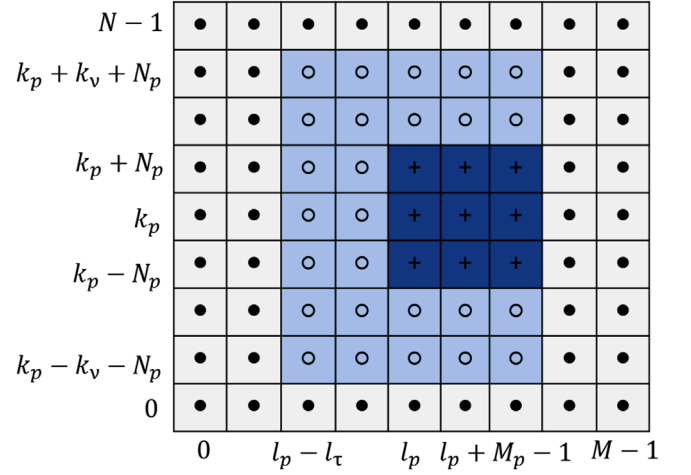 N − 1
k_p + k_ν + N_p
k_p + N_p
k_p
k_p − N_p
k_p − k_ν − N_p
0
0 l_p − l_τ l_p l_p + M_p − 1 M − 1